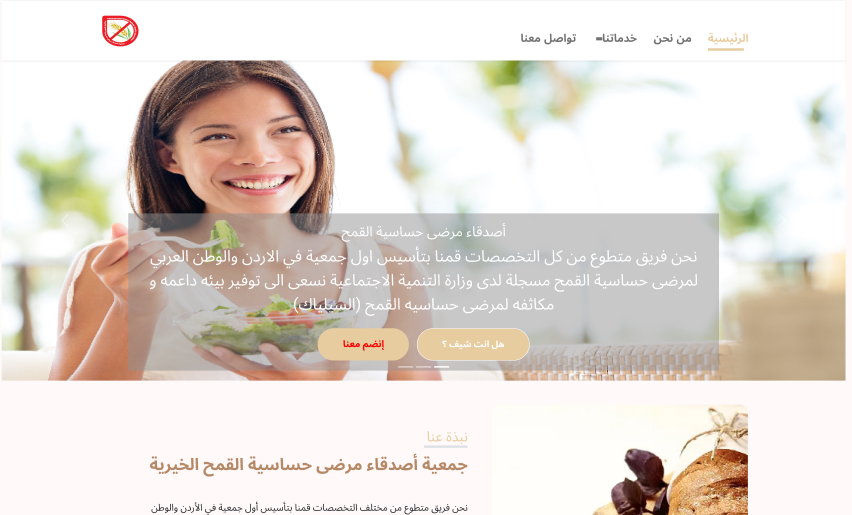 الرئيسية
من نحن
خدماتنا
تواصل معنا
أصدقاء مرضى حساسية القمح
نحن فريق متطوع من كل التخصصات قمنا بتأسيس اول جمعية في الاردن والوطن العربي
لمرضى حساسية القمح مسجلة لدى وزارة التنمية الاجتماعية نسعى الى توفير بيئه داعمه و
مكاثفه لمرضى حساسيه القمح (السيلياك)
هل انت شيف ؟
إنضم معنا
نبذة عنا
جمعية أصدقاء مرضى حساسية القمح الخيرية
نحن فريق متطوع من مختلف التخصصات قمنا بتأسيس أول جمعية في الأردن والوطن